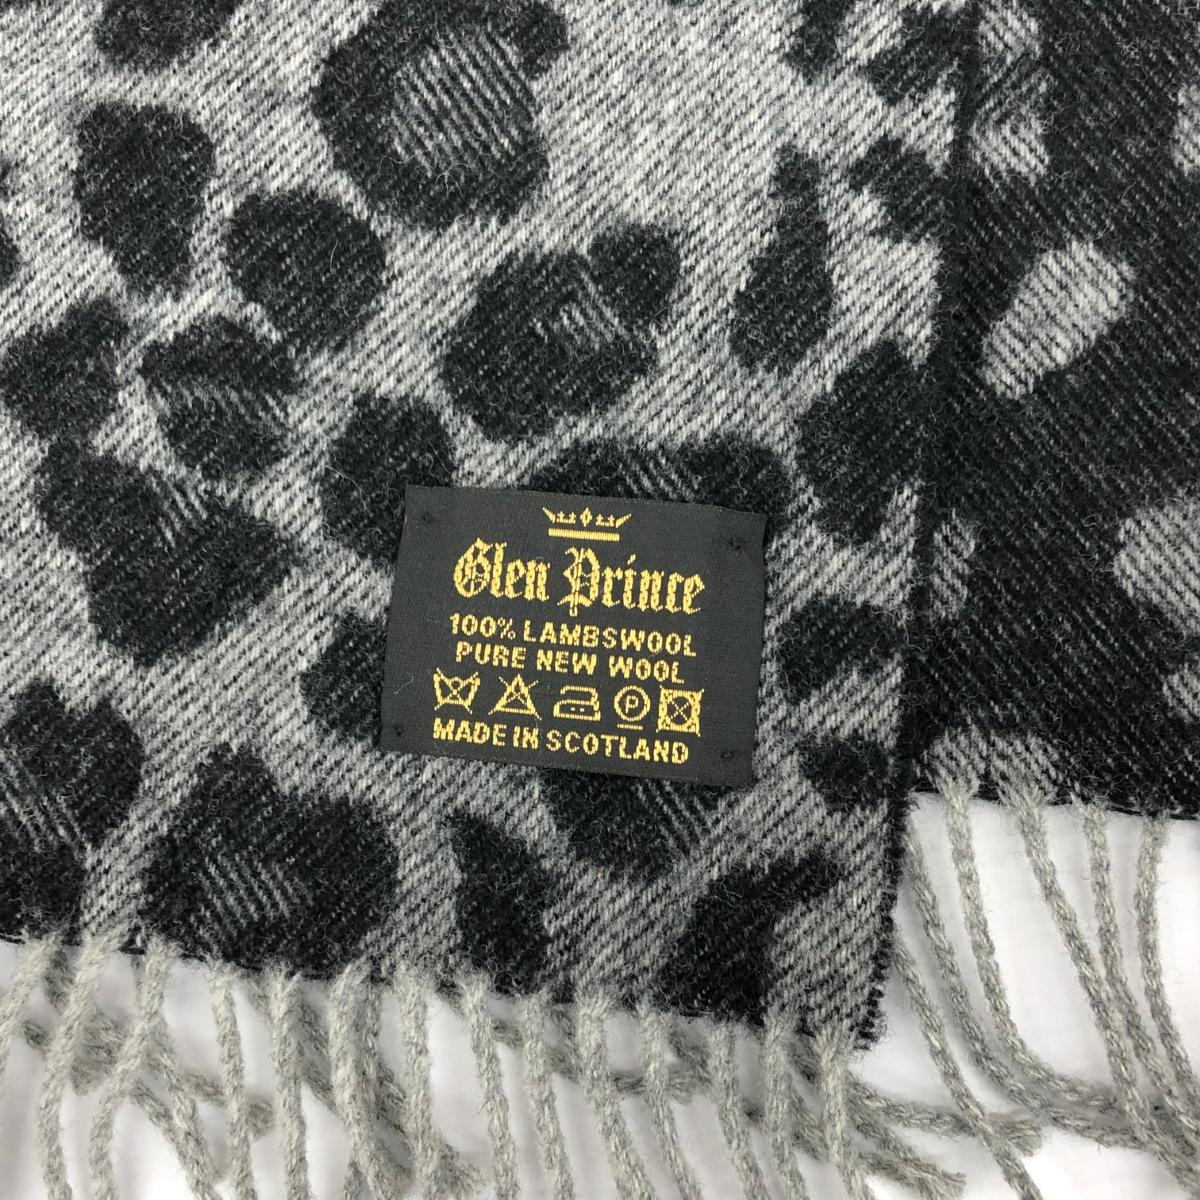 Glen Prince
100% LAMBSWOOL
PURE NEW WOOL
P
MADE IN SCOTLAND